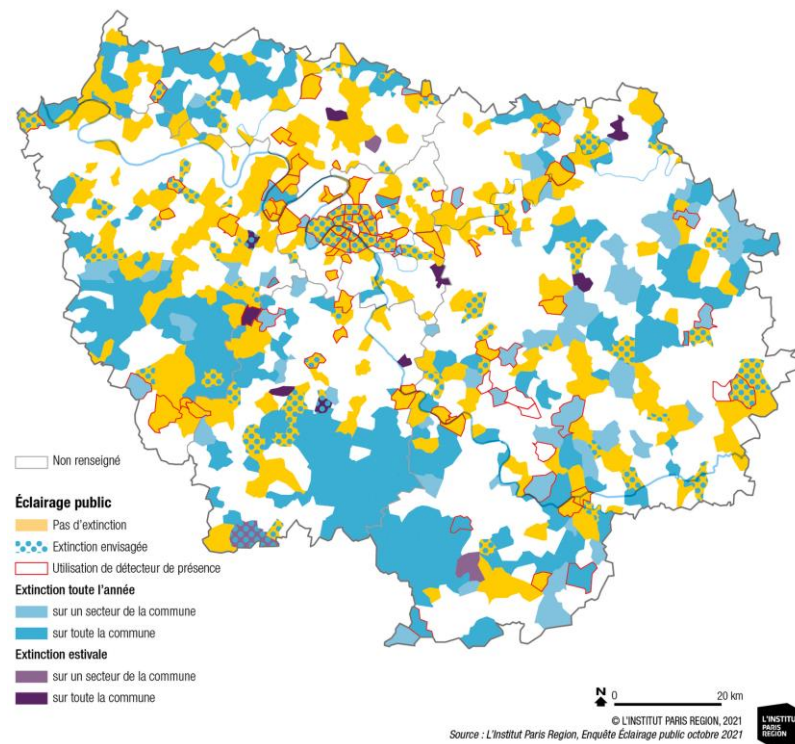 Non renseigné
Éclairage public
Pas d'extinction
Extinction envisagée
Utilisation de détecteur de présence
Extinction toute l'année
sur un secteur de la commune
sur toute la commune
Extinction estivale
sur un secteur de la commune
sur toute la commune
N 0 20 km
© L'INSTITUT PARIS REGION, 2021
Source : L'Institut Paris Region, Enquête Éclairage public octobre 2021
L'INSTITUT
PARIS
REGION